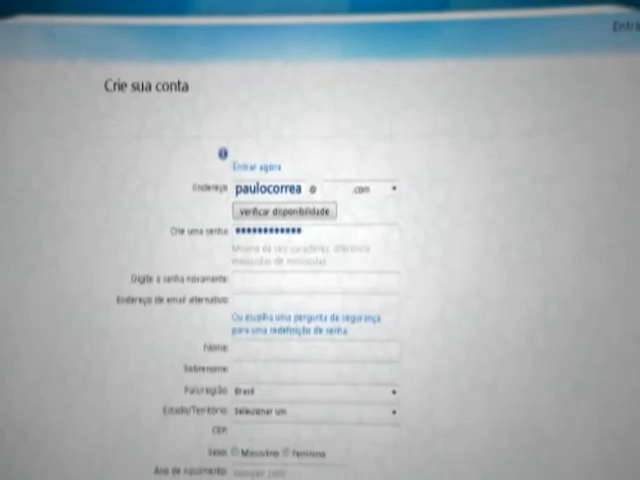 Entra
Crie sua conta
Entrar agora
Endereço paulocorrea @ .com
Verificar disponibilidade
Crie uma senha ••••••••••••
Mínimo de seis caracteres; diferencia
maiúsculas de minúsculas
Digite a senha novamente
Endereço de email alternativo
Ou escolha uma pergunta de segurança
para uma redefinição de senha
Nome
Sobrenome
País/região Brasil
Estado/Território Selecionar um
CEP
Sexo Masculino Feminino
Ano de nascimento